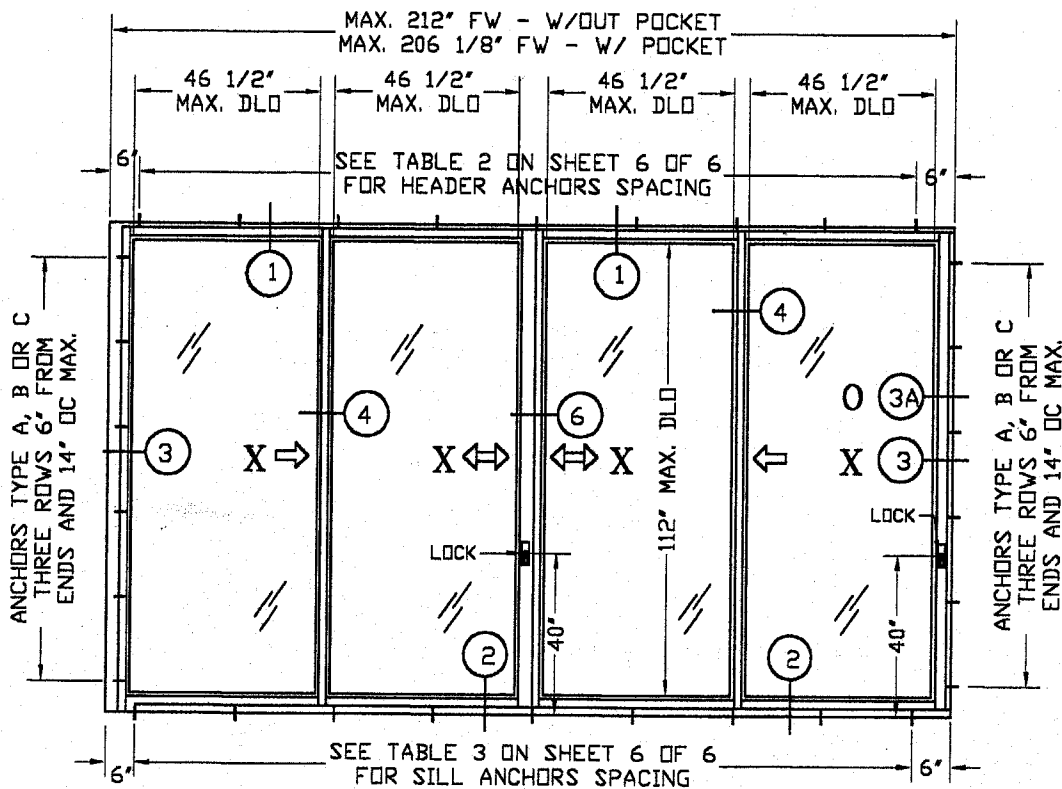 MAX. 212" FW - W/OUT POCKET
MAX. 206 1/8" FW - W/ POCKET
46 1/2" MAX. DLO
46 1/2" MAX. DLO
46 1/2" MAX. DLO
46 1/2" MAX. DLO
6"
SEE TABLE 2 ON SHEET 6 OF 6
FOR HEADER ANCHORS SPACING
6"
1
1
ANCHORS TYPE A, B OR C
THREE ROWS 6" FROM
ENDS AND 14" OC MAX.
3
X
4
X
6
X
4
O
3A
X
3
112" MAX. DLO
LOCK
LOCK
40"
40"
2
2
ANCHORS TYPE A, B OR C
THREE ROWS 6" FROM
ENDS AND 14" OC MAX.
6"
SEE TABLE 3 ON SHEET 6 OF 6
FOR SILL ANCHORS SPACING
6"